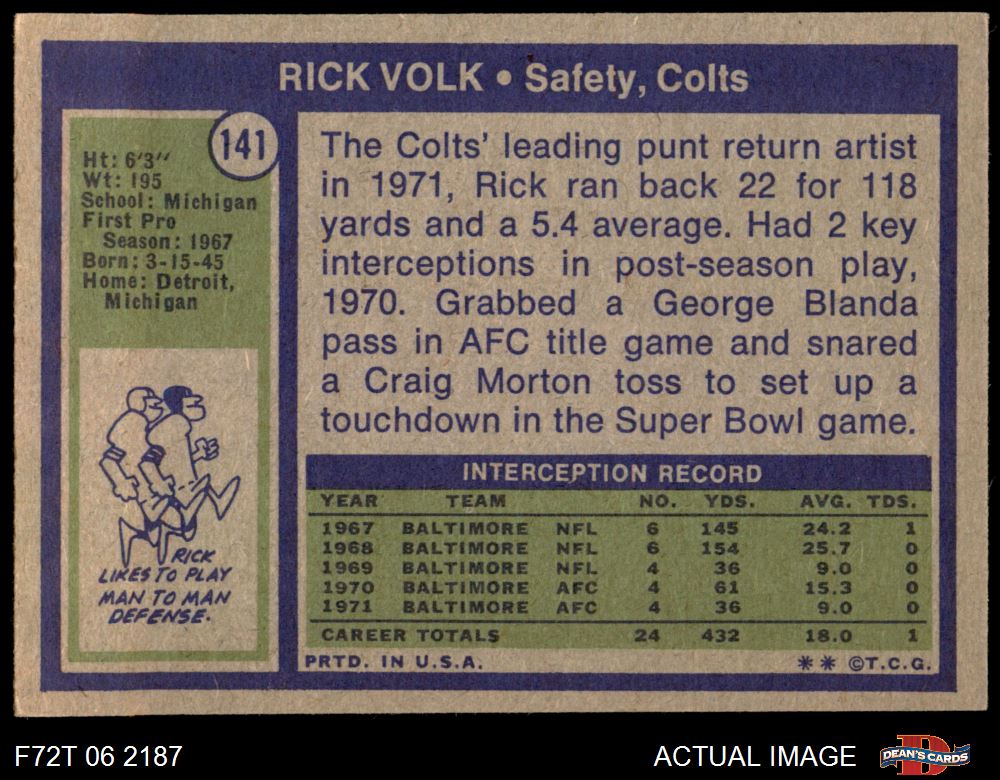 RICK VOLK • Safety, Colts
141
Ht: 6'3"
Wt: 195
School: Michigan
First Pro
Season: 1967
Born: 3-15-45
Home: Detroit,
Michigan
RICK
LIKES TO PLAY
MAN TO MAN
DEFENSE.
The Colts' leading punt return artist
in 1971, Rick ran back 22 for 118
yards and a 5.4 average. Had 2 key
interceptions in post-season play,
1970. Grabbed a George Blanda
pass in AFC title game and snared
a Craig Morton toss to set up a
touchdown in the Super Bowl game.
INTERCEPTION RECORD
YEAR TEAM NO. YDS. AVG. TDS.
1967 BALTIMORE NFL 6 145 24.2 1
1968 BALTIMORE NFL 6 154 25.7 0
1969 BALTIMORE NFL 4 36 9.0 0
1970 BALTIMORE AFC 4 61 15.3 0
1971 BALTIMORE AFC 4 36 9.0 0
CAREER TOTALS 24 432 18.0 1
PRTD. IN U.S.A. ** ©T.C.G.
F72T 06 2187 ACTUAL IMAGE DEAN'S CARDS